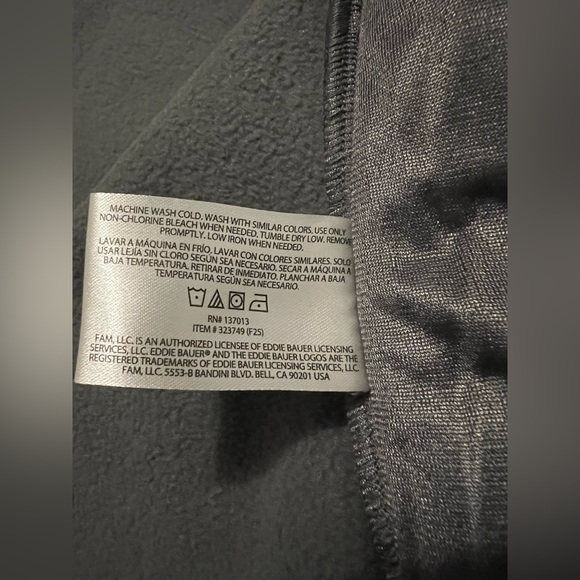 MACHINE WASH COLD. WASH WITH SIMILAR COLORS. USE ONLY
NON-CHLORINE BLEACH WHEN NEEDED. TUMBLE DRY LOW. REMOVE
PROMPTLY. LOW IRON WHEN NEEDED.
LAVAR A MÁQUINA EN FRÍO. LAVAR CON COLORES SIMILARES. SOLO
USAR LEJÍA SIN CLORO SEGÚN SEA NECESARIO. SECAR A MÁQUINA A
BAJA TEMPERATURA. RETIRAR DE INMEDIATO. PLANCHAR A BAJA
TEMPERATURA SEGÚN SEA NECESARIO.
RN# 137013
ITEM # 323749 (F25)
FAM, LLC. IS AN AUTHORIZED LICENSEE OF EDDIE BAUER LICENSING
SERVICES, LLC. EDDIE BAUER® AND THE EDDIE BAUER LOGOS ARE THE
REGISTERED TRADEMARKS OF EDDIE BAUER LICENSING SERVICES, LLC.
FAM, LLC. 5553-B BANDINI BLVD. BELL, CA 90201 USA